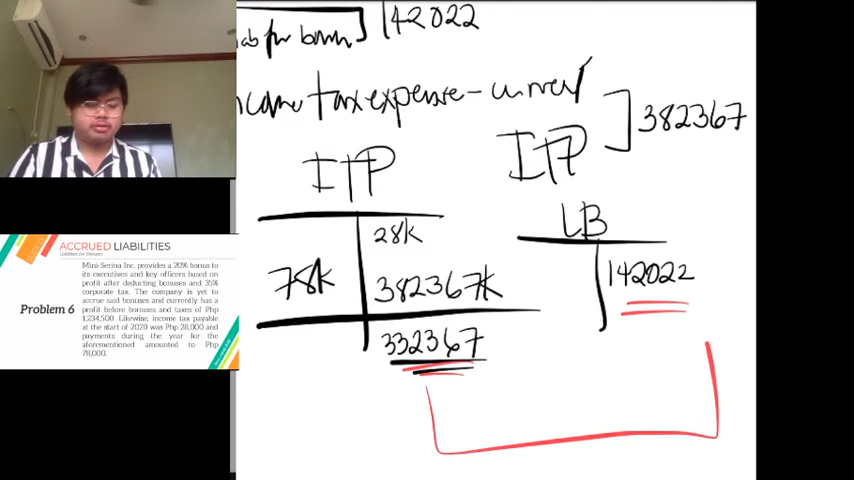 ACCRUED LIABILITIES
Liabilities for Bonuses
Problem 6
Mini-Serina Inc. provides a 20% bonus to
its executives and key officers based on
profit after deducting bonuses and 35%
corporate tax. The company is yet to
accrue said bonuses and currently has a
profit before bonuses and taxes of Php
1,234,500. Likewise, income tax payable
at the start of 2020 was Php 28,000 and
payments during the year for the
aforementioned amounted to Php
78,000.
ab for bonus 142022
ncome tax expense - current
ITP 382367
ITP
28k
78k 382367k
332367
LB
142022